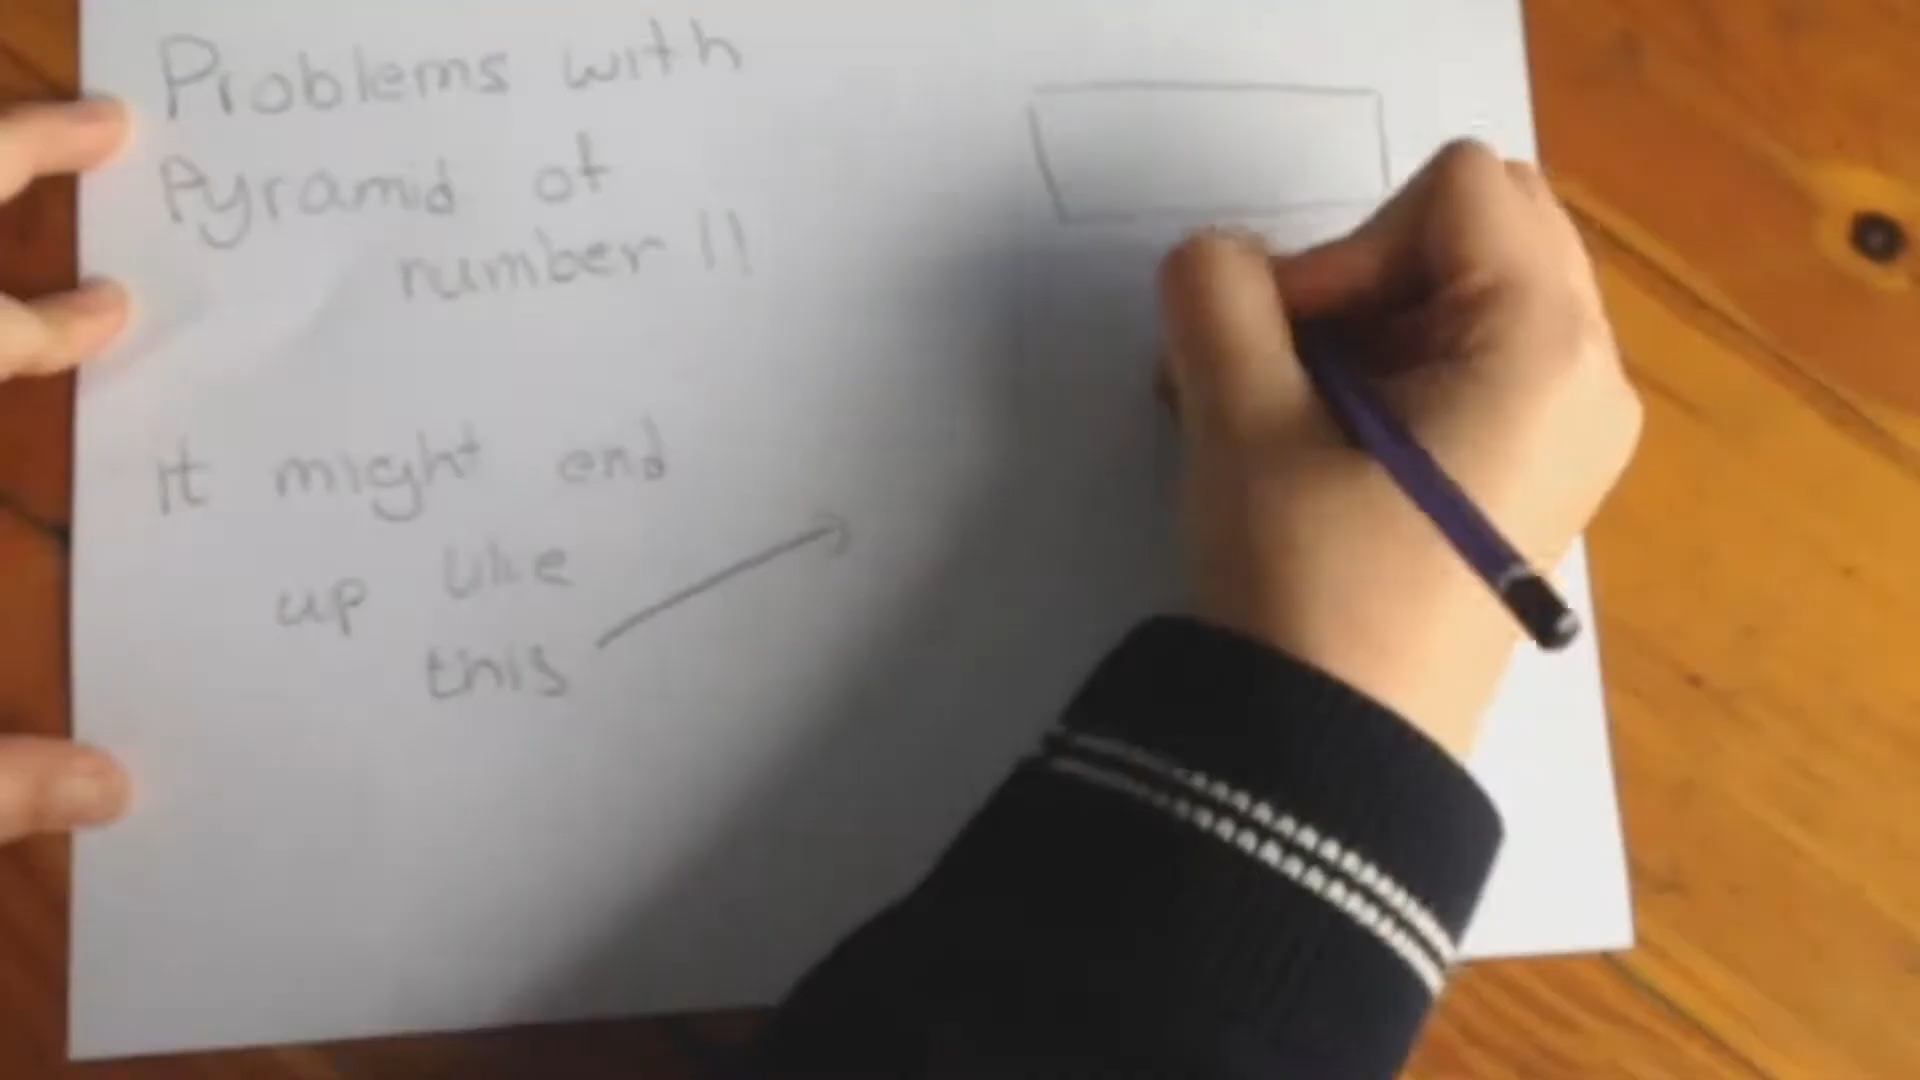 Problems with
Pyramid of
number!!
it might end
up like
this